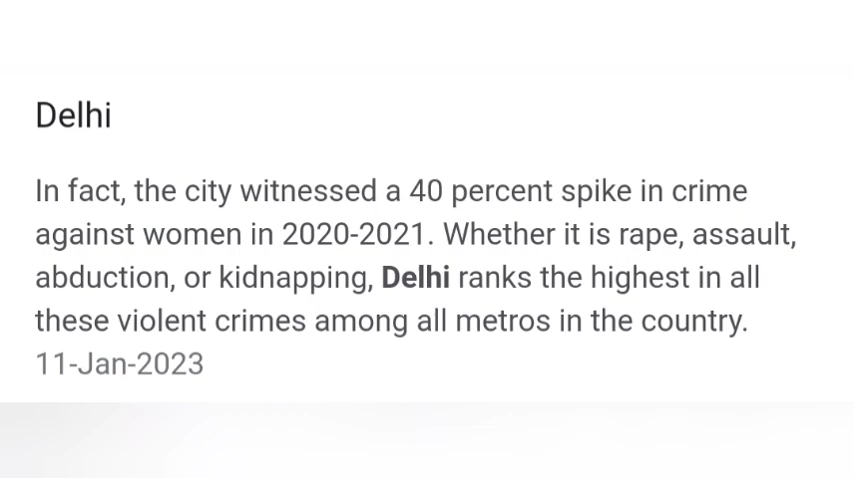 Delhi
In fact, the city witnessed a 40 percent spike in crime
against women in 2020-2021. Whether it is rape, assault,
abduction, or kidnapping, Delhi ranks the highest in all
these violent crimes among all metros in the country.
11-Jan-2023